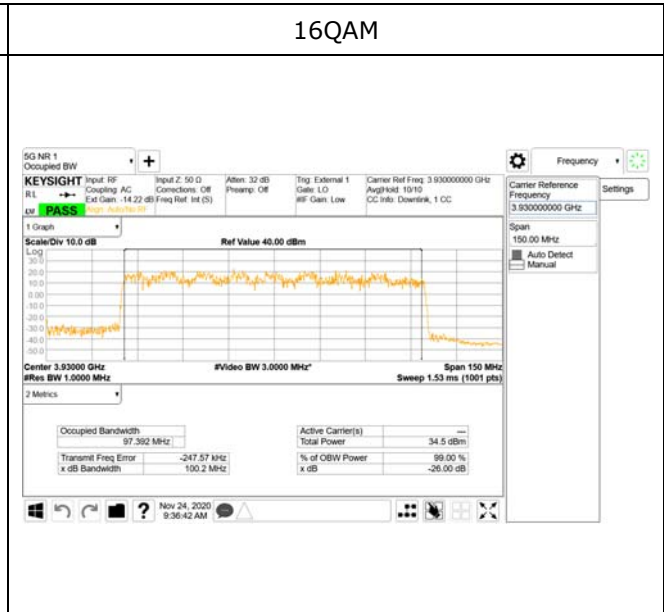 16QAM
5G NR 1
Occupied BW
Frequency
KEYSIGHT
Input: RF
Input Z: 50 Ω
Atten: 32 dB
Trig: External 1
Carrier Ref Freq: 3.930000000 GHz
RL
Coupling: AC
Corrections: Off
Preamp: Off
Gate: LO
Avg|Hold: 10/10
Ext Gain: -14.22 dB
Freq Ref: Int (S)
#IF Gain: Low
CC Info: Downlink, 1 CC
PASS
Align: Auto/No RF
Carrier Reference
Frequency
3.930000000 GHz
Settings
Span
150.00 MHz
Auto Detect
Manual
1 Graph
Scale/Div 10.0 dB
Ref Value 40.00 dBm
Log
30.0
20.0
10.0
0.00
-10.0
-20.0
-30.0
-40.0
-50.0
Center 3.93000 GHz
#Video BW 3.0000 MHz*
Span 150 MHz
#Res BW 1.0000 MHz
Sweep 1.53 ms (1001 pts)
2 Metrics
Occupied Bandwidth
97.392 MHz
Active Carrier(s)
---
Total Power
34.5 dBm
Transmit Freq Error
-247.57 kHz
% of OBW Power
99.00 %
x dB Bandwidth
100.2 MHz
x dB
-26.00 dB
?
Nov 24, 2020
9:36:42 AM